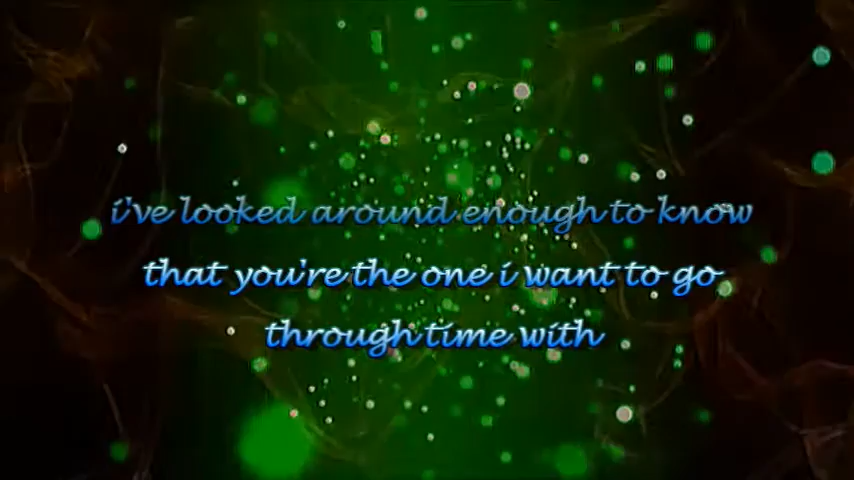 i've looked around enough to know
that you're the one i want to go
through time with